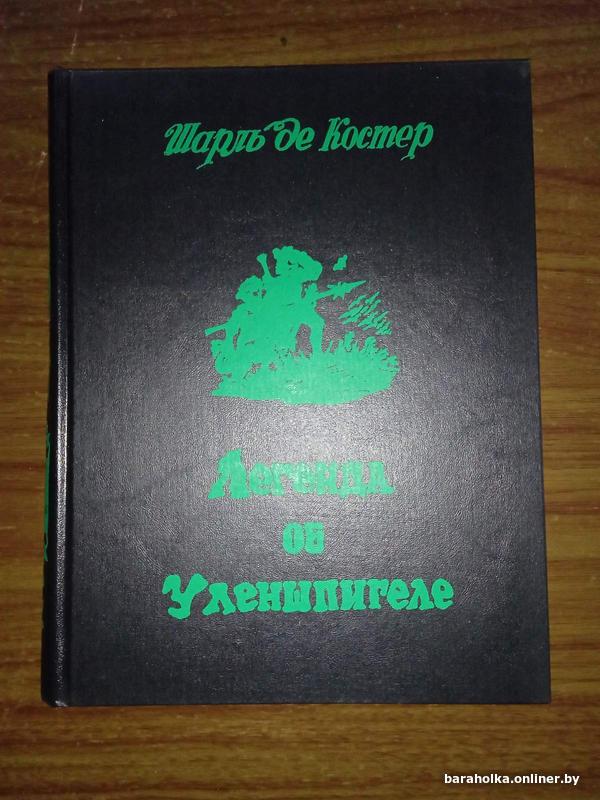 Шарль де Костер
Легенда
об
Уленшпигеле
baraholka.onliner.by